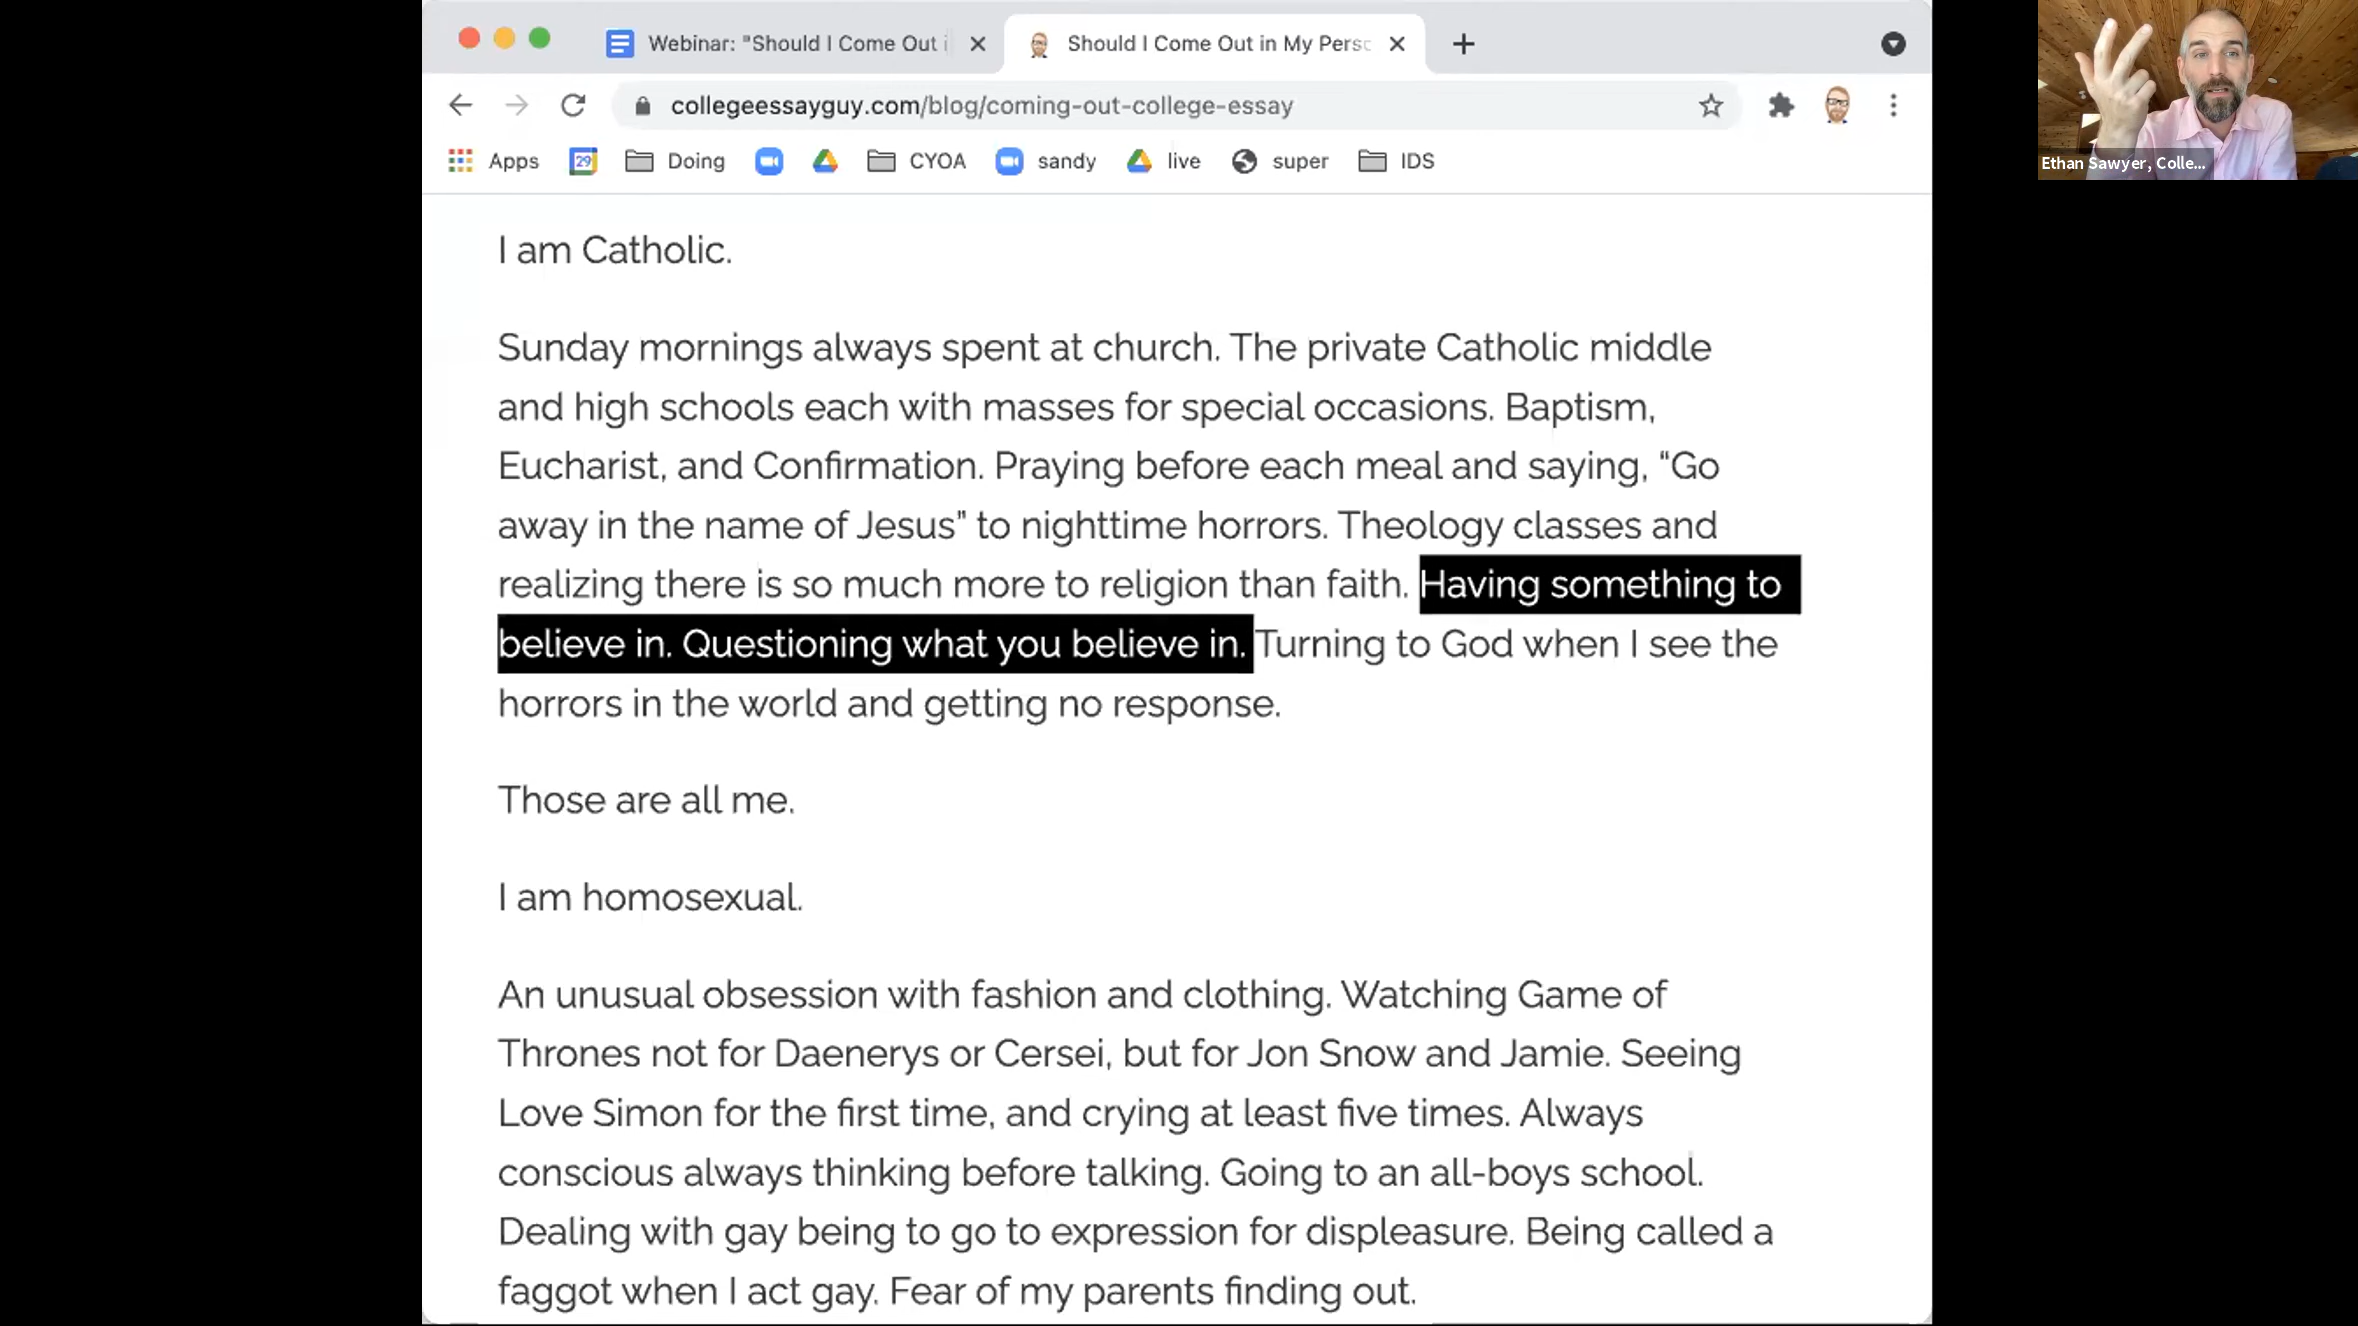 Webinar: "Should I Come Out i
Should I Come Out in My Perso
collegeessayguy.com/blog/coming-out-college-essay
Apps
29
Doing
CYOA
sandy
live
super
IDS
Ethan Sawyer, Colle...
I am Catholic.
Sunday mornings always spent at church. The private Catholic middle
and high schools each with masses for special occasions. Baptism,
Eucharist, and Confirmation. Praying before each meal and saying, “Go
away in the name of Jesus” to nighttime horrors. Theology classes and
realizing there is so much more to religion than faith. Having something to
believe in. Questioning what you believe in. Turning to God when I see the
horrors in the world and getting no response.
Those are all me.
I am homosexual.
An unusual obsession with fashion and clothing. Watching Game of
Thrones not for Daenerys or Cersei, but for Jon Snow and Jamie. Seeing
Love Simon for the first time, and crying at least five times. Always
conscious always thinking before talking. Going to an all-boys school.
Dealing with gay being to go to expression for displeasure. Being called a
faggot when I act gay. Fear of my parents finding out.